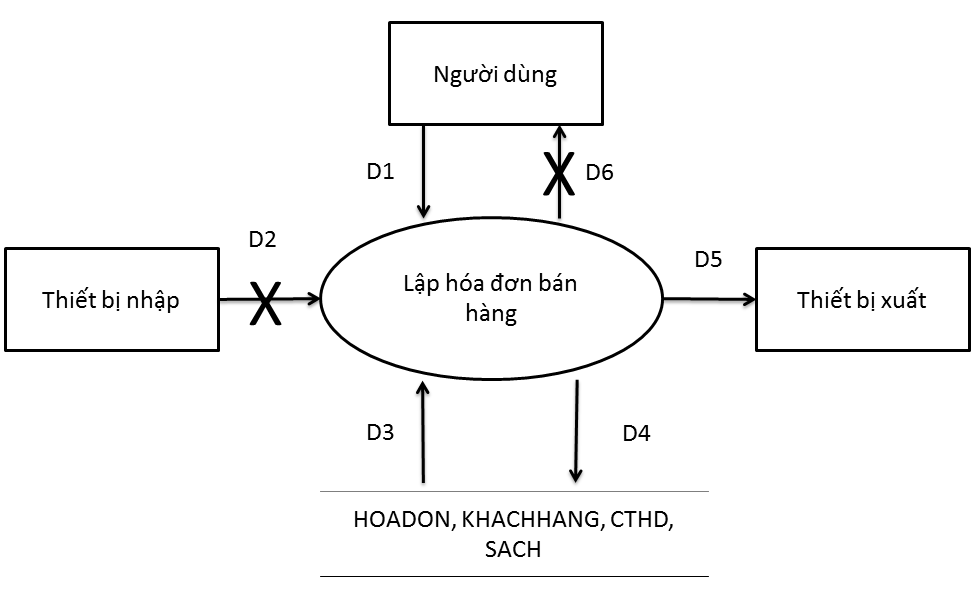 Người dùng
D1
D6
D2
D5
Thiết bị nhập
Lập hóa đơn bán
hàng
Thiết bị xuất
D3
D4
HOADON, KHACHHANG, CTHD,
SACH